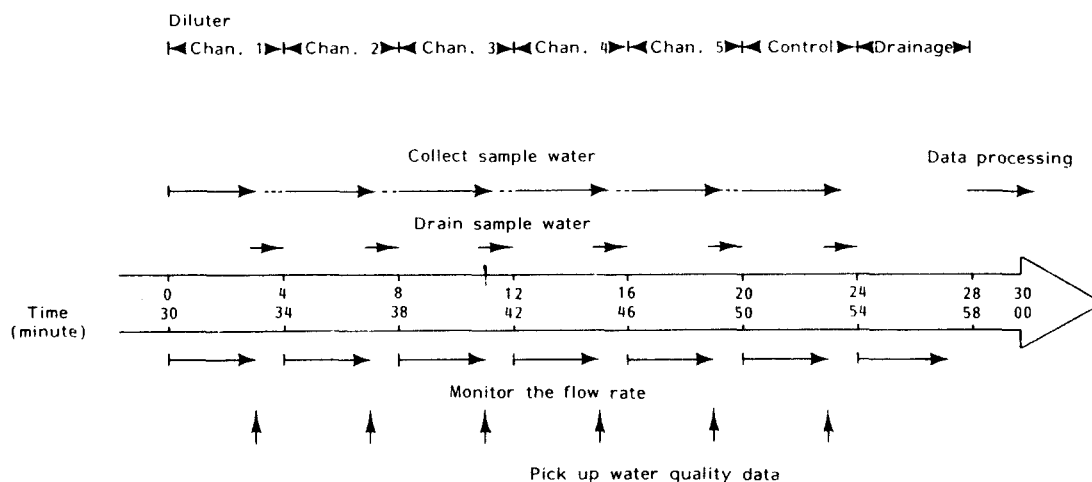 Diluter
Chan. 1 Chan. 2 Chan. 3 Chan. 4 Chan. 5 Control Drainage
Collect sample water Data processing
Drain sample water
0 4 8 12 16 20 24 28 30
Time 30 34 38 42 46 50 54 58 00
(minute)
Monitor the flow rate
Pick up water quality data